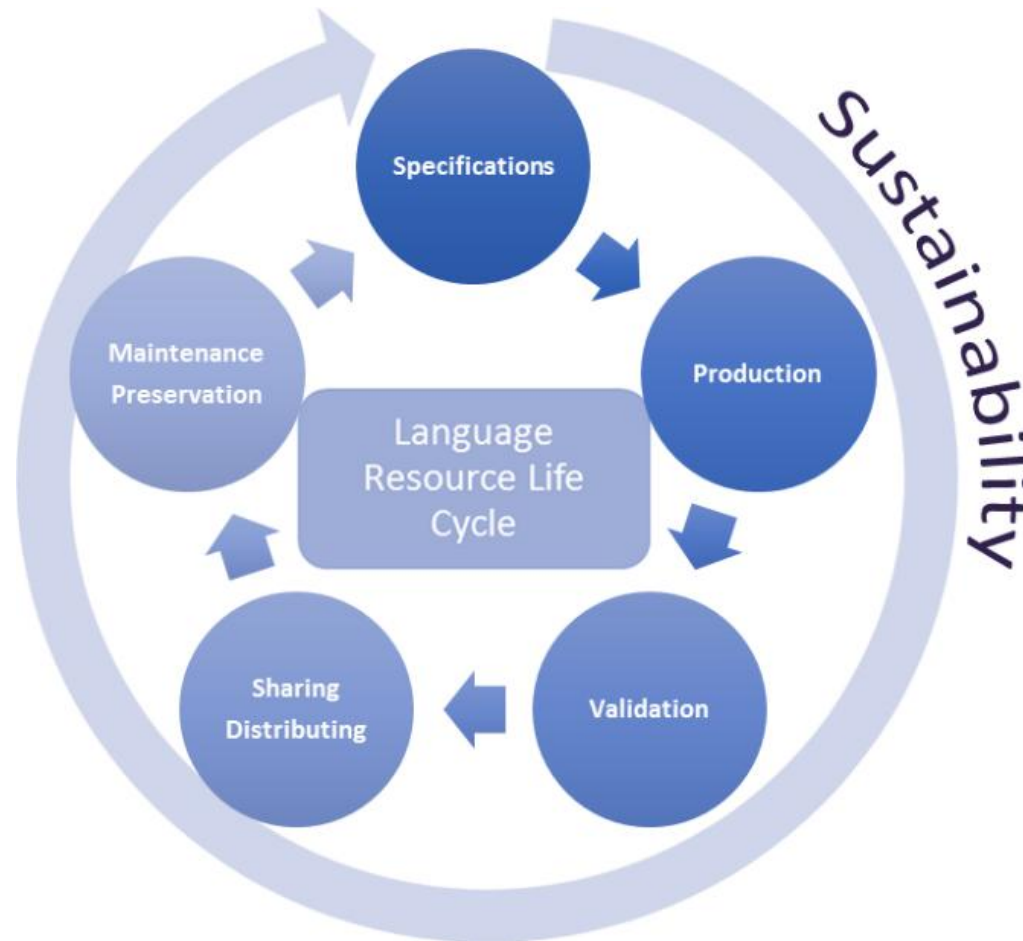 Specifications
Sustainability
Production
Maintenance
Preservation
Language
Resource Life
Cycle
Validation
Sharing
Distributing